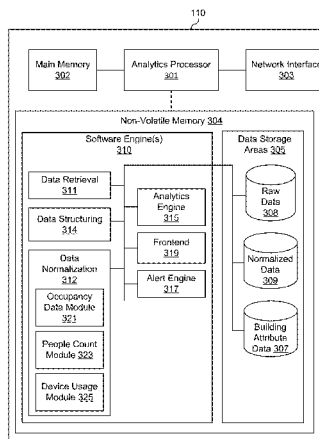 110
Main Memory
302
Analytics Processor
301
Network Interface
303
Non-Volatile Memory 304
Software Engine(s)
310
Data Retrieval
311
Data Structuring
314
Data
Normalization
312
Occupancy
Data Module
321
People Count
Module 323
Device Usage
Module 325
Analytics
Engine
315
Frontend
319
Alert Engine
317
Data Storage
Areas 305
Raw
Data
308
Normalized
Data
309
Building
Attribute
Data 307